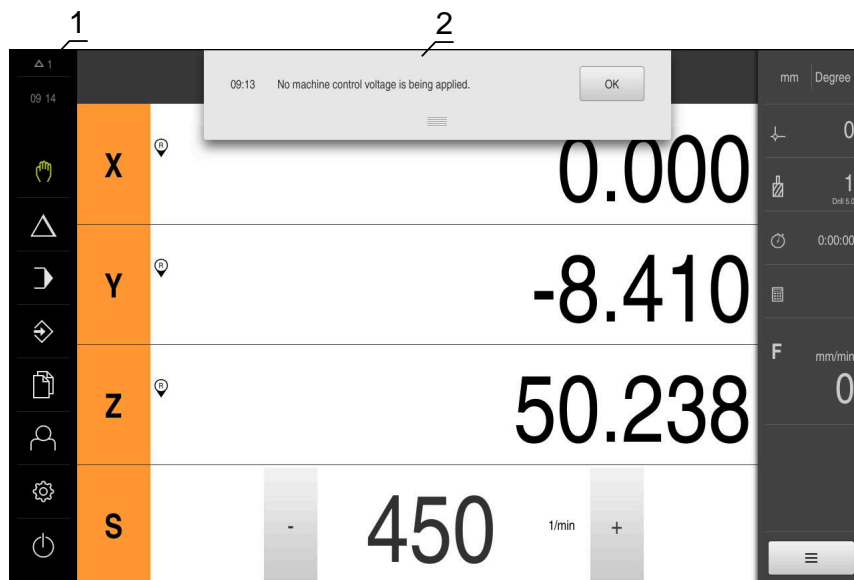 1
2
△ 1
09 14
09:13 No machine control voltage is being applied. OK
mm Degree
X R 0.000
0
1
Drill 5.0
Y R -8.410
0:00:00
Z R 50.238
F mm/min
0
S - 450 1/min +